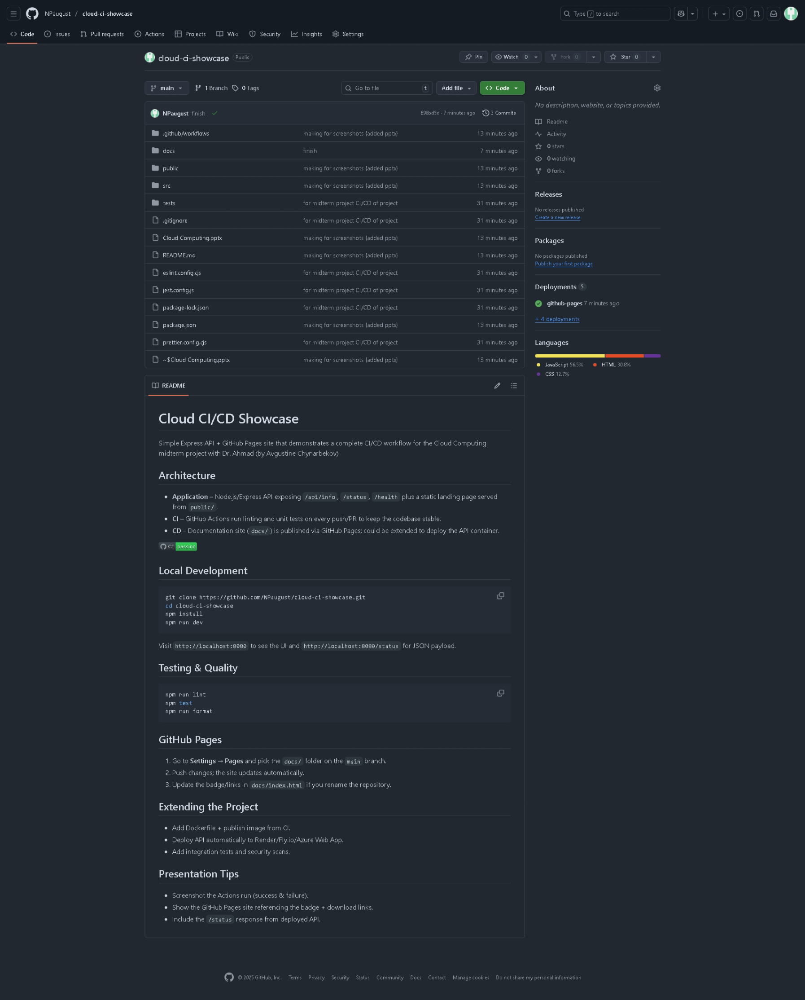 NPaugust / cloud-ci-showcase
Type / to search
Code Issues Pull requests Actions Projects Wiki Security Insights Settings
cloud-ci-showcase Public
Pin Watch 0 Fork 0 Star 0
main 1 Branch 0 Tags
Go to file t Add file Code
NPaugust finish 698bd5d · 7 minutes ago 3 Commits
.github/workflows making for screenshots {added pptx} 13 minutes ago
docs finish 7 minutes ago
public making for screenshots {added pptx} 13 minutes ago
src making for screenshots {added pptx} 13 minutes ago
tests for midterm project CI/CD of project 31 minutes ago
.gitignore for midterm project CI/CD of project 31 minutes ago
Cloud Computing.pptx making for screenshots {added pptx} 13 minutes ago
README.md making for screenshots {added pptx} 13 minutes ago
eslint.config.cjs for midterm project CI/CD of project 31 minutes ago
jest.config.js for midterm project CI/CD of project 31 minutes ago
package-lock.json for midterm project CI/CD of project 31 minutes ago
package.json making for screenshots {added pptx} 13 minutes ago
prettier.config.cjs for midterm project CI/CD of project 31 minutes ago
~$Cloud Computing.pptx making for screenshots {added pptx} 13 minutes ago
README
Cloud CI/CD Showcase
Simple Express API + GitHub Pages site that demonstrates a complete CI/CD workflow for the Cloud Computing
midterm project with Dr. Ahmad (by Avgustine Chynarbekov)
Architecture
• Application – Node.js/Express API exposing /api/info, /status, /health plus a static landing page served
from public/.
• CI – GitHub Actions run linting and unit tests on every push/PR to keep the codebase stable.
• CD – Documentation site (docs/) is published via GitHub Pages; could be extended to deploy the API container.
CI passing
Local Development
git clone https://github.com/NPaugust/cloud-ci-showcase.git
cd cloud-ci-showcase
npm install
npm run dev
Visit http://localhost:8080 to see the UI and http://localhost:8080/status for JSON payload.
Testing & Quality
npm run lint
npm test
npm run format
GitHub Pages
1. Go to Settings → Pages and pick the docs/ folder on the main branch.
2. Push changes; the site updates automatically.
3. Update the badge/links in docs/index.html if you rename the repository.
Extending the Project
• Add Dockerfile + publish image from CI.
• Deploy API automatically to Render/Fly.io/Azure Web App.
• Add integration tests and security scans.
Presentation Tips
• Screenshot the Actions run (success & failure).
• Show the GitHub Pages site referencing the badge + download links.
• Include the /status response from deployed API.
About
No description, website, or topics provided.
Readme
Activity
0 stars
0 watching
0 forks
Releases
No releases published
Create a new release
Packages
No packages published
Publish your first package
Deployments 5
github-pages 7 minutes ago
+ 4 deployments
Languages
JavaScript 56.5% HTML 30.8%
CSS 12.7%
© 2025 GitHub, Inc. Terms Privacy Security Status Community Docs Contact Manage cookies Do not share my personal information